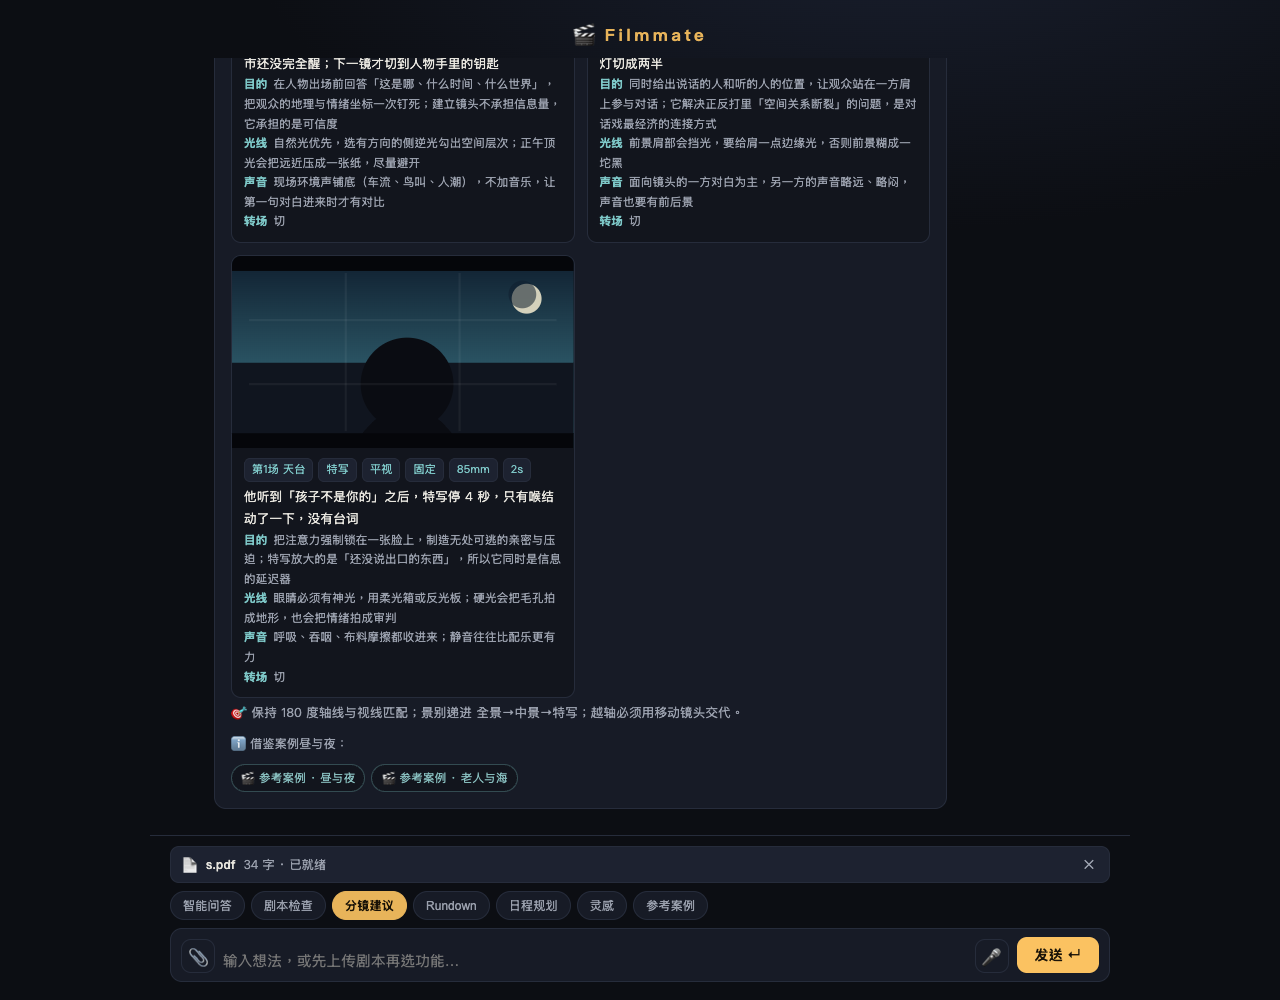 Filmmate
市还没完全醒；下一镜才切到人物手里的钥匙
目的 在人物出场前回答「这是哪、什么时间、什么世界」，
把观众的地理与情绪坐标一次钉死；建立镜头不承担信息量，
它承担的是可信度
光线 自然光优先，选有方向的侧逆光勾出空间层次；正午顶
光会把远近压成一张纸，尽量避开
声音 现场环境声铺底（车流、鸟叫、人潮），不加音乐，让
第一句对白进来时才有对比
转场 切
灯切成两半
目的 同时给出说话的人和听的人的位置，让观众站在一方肩
上参与对话；它解决正反打里「空间关系断裂」的问题，是对
话戏最经济的连接方式
光线 前景肩部会挡光，要给肩一点边缘光，否则前景糊成一
坨黑
声音 面向镜头的一方对白为主，另一方的声音略远、略闷，
声音也要有前后景
转场 切
第1场 天台 特写 平视 固定 85mm 2s
他听到「孩子不是你的」之后，特写停 4 秒，只有喉结
动了一下，没有台词
目的 把注意力强制锁在一张脸上，制造无处可逃的亲密与压
迫；特写放大的是「还没说出口的东西」，所以它同时是信息
的延迟器
光线 眼睛必须有神光，用柔光箱或反光板；硬光会把毛孔拍
成地形，也会把情绪拍成审判
声音 呼吸、吞咽、布料摩擦都收进来；静音往往比配乐更有
力
转场 切
保持 180 度轴线与视线匹配；景别递进 全景→中景→特写；越轴必须用移动镜头交代。
借鉴案例昼与夜：
参考案例 · 昼与夜 参考案例 · 老人与海
s.pdf 34 字 · 已就绪 ×
智能问答 剧本检查 分镜建议 Rundown 日程规划 灵感 参考案例
输入想法，或先上传剧本再选功能… 发送 ↵